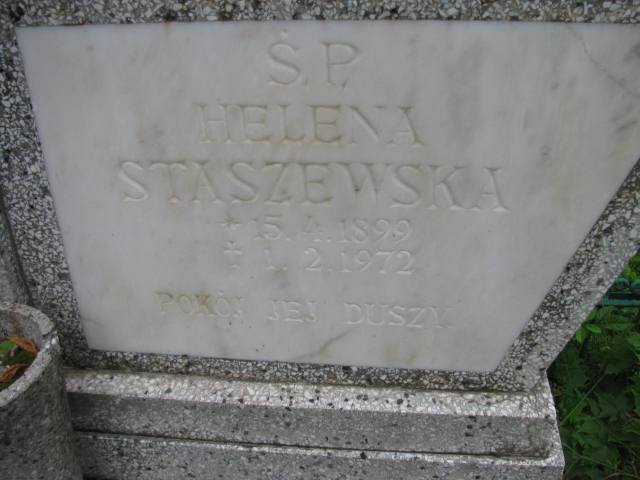 Ś.P.
HELENA
STASZEWSKA
* 15.4.1899
† 1.2.1972
POKÓJ JEJ DUSZY.